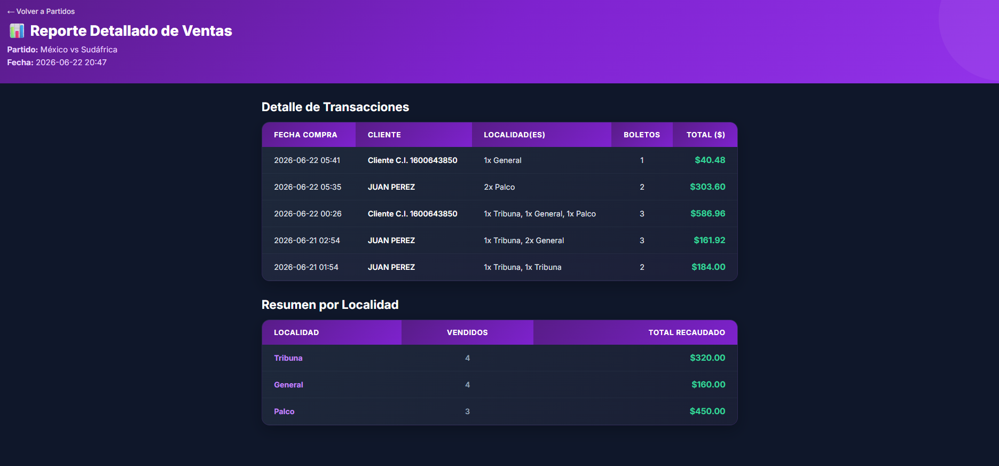 ← Volver a Partidos
Reporte Detallado de Ventas
Partido: México vs Sudáfrica
Fecha: 2026-06-22 20:47
Detalle de Transacciones
FECHA COMPRA CLIENTE LOCALIDAD(ES) BOLETOS TOTAL ($)
2026-06-22 05:41 Cliente C.I. 1600643850 1x General 1 $40.48
2026-06-22 05:35 JUAN PEREZ 2x Palco 2 $303.60
2026-06-22 00:26 Cliente C.I. 1600643850 1x Tribuna, 1x General, 1x Palco 3 $586.96
2026-06-21 02:54 JUAN PEREZ 1x Tribuna, 2x General 3 $161.92
2026-06-21 01:54 JUAN PEREZ 1x Tribuna, 1x Tribuna 2 $184.00
Resumen por Localidad
LOCALIDAD VENDIDOS TOTAL RECAUDADO
Tribuna 4 $320.00
General 4 $160.00
Palco 3 $450.00